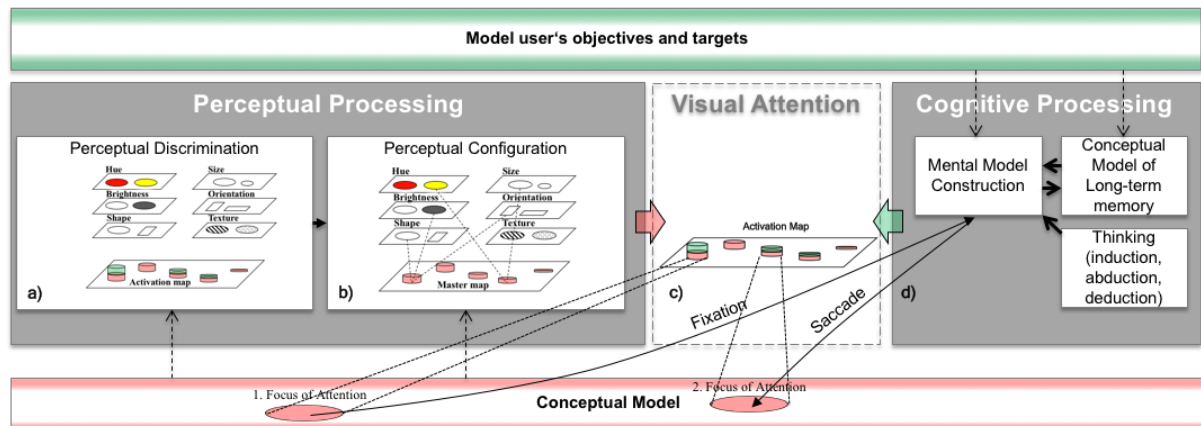 Model user‘s objectives and targets
Perceptual Processing
Perceptual Discrimination
Hue
Size
Brightness
Orientation
Shape
Texture
Activation map
a)
Perceptual Configuration
Hue
Size
Brightness
Orientation
Shape
Texture
Master map
b)
Visual Attention
Activation Map
c)
Fixation
Saccade
Cognitive Processing
Mental Model
Construction
Conceptual
Model of
Long-term
memory
Thinking
(induction,
abduction,
deduction)
d)
1. Focus of Attention
2. Focus of Attention
Conceptual Model